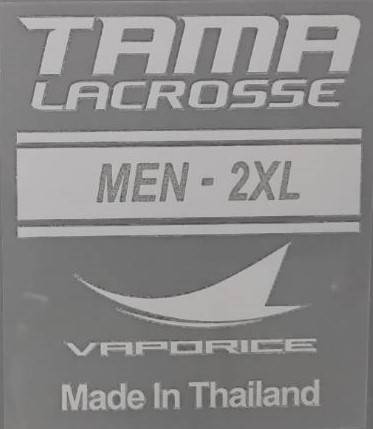 TAMA
LACROSSE
MEN - 2XL
VAPORICE
Made In Thailand